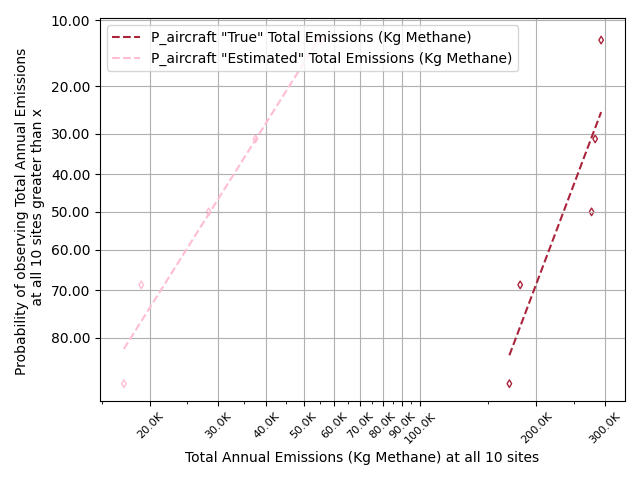 P_aircraft "True" Total Emissions (Kg Methane)
P_aircraft "Estimated" Total Emissions (Kg Methane)
Probability of observing Total Annual Emissions
at all 10 sites greater than x
10.00
20.00
30.00
40.00
50.00
60.00
70.00
80.00
20.0K
30.0K
40.0K
50.0K
60.0K
70.0K
80.0K
90.0K
100.0K
200.0K
300.0K
Total Annual Emissions (Kg Methane) at all 10 sites